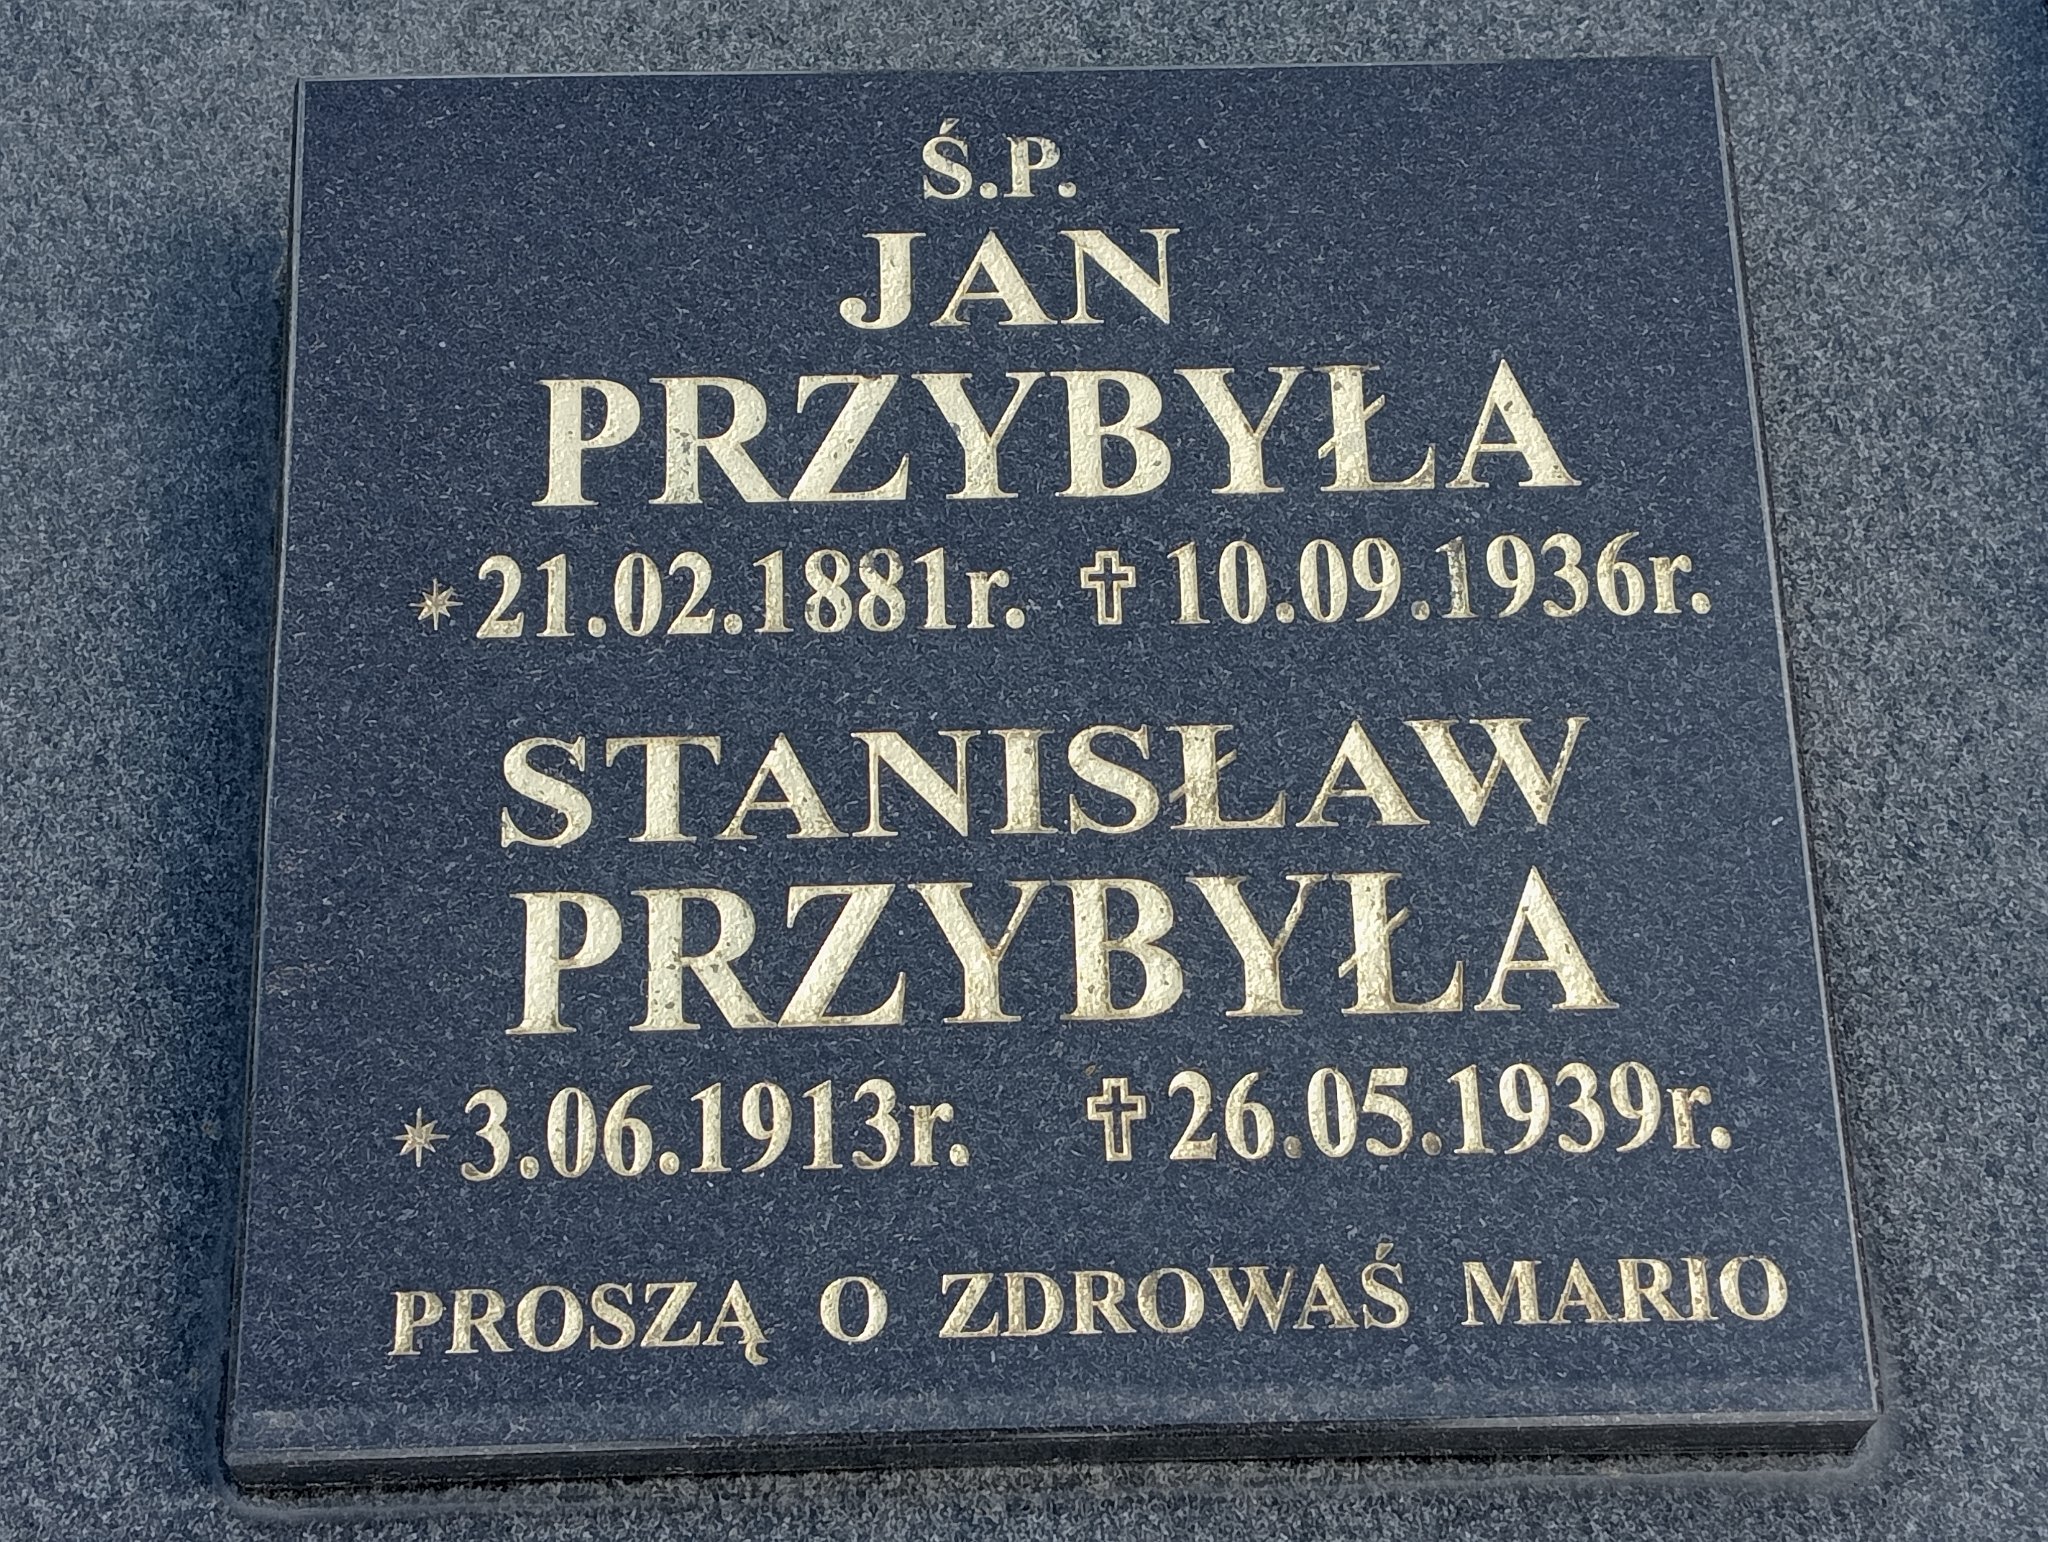 Ś.P.
JAN
PRZYBYŁA
* 21.02.1881r. ✝ 10.09.1936r.
STANISŁAW
PRZYBYŁA
* 3.06.1913r. ✝ 26.05.1939r.
PROSZĄ O ZDROWAŚ MARIO